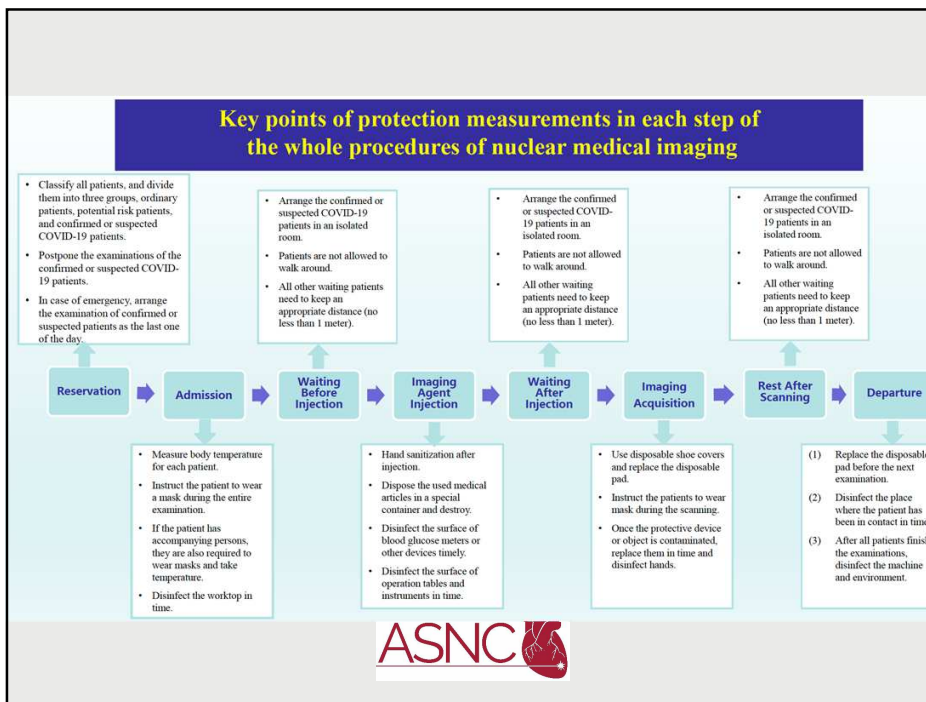 Key points of protection measurements in each step of
the whole procedures of nuclear medical imaging
• Classify all patients, and divide
them into three groups, ordinary
patients, potential risk patients,
and confirmed or suspected
COVID-19 patients.
• Postpone the examinations of the
confirmed or suspected COVID-
19 patients.
• In case of emergency, arrange
the examination of confirmed or
suspected patients as the last one
of the day.
• Arrange the confirmed or
suspected COVID-19
patients in an isolated
room.
• Patients are not allowed to
walk around.
• All other waiting patients
need to keep an
appropriate distance (no
less than 1 meter).
• Arrange the confirmed
or suspected COVID-
19 patients in an
isolated room.
• Patients are not allowed
to walk around.
• All other waiting
patients need to keep
an appropriate distance
(no less than 1 meter).
• Arrange the confirmed
or suspected COVID-
19 patients in an
isolated room.
• Patients are not allowed
to walk around.
• All other waiting
patients need to keep
an appropriate distance
(no less than 1 meter).
Reservation
Admission
Waiting
Before
Injection
Imaging
Agent
Injection
Waiting
After
Injection
Imaging
Acquisition
Rest After
Scanning
Departure
• Measure body temperature
for each patient.
• Instruct the patient to wear
a mask during the entire
examination.
• If the patient has
accompanying persons,
they are also required to
wear masks and take
temperature.
• Disinfect the worktop in
time.
• Hand sanitization after
injection.
• Dispose the used medical
articles in a special
container and destroy.
• Disinfect the surface of
blood glucose meters or
other devices timely.
• Disinfect the surface of
operation tables and
instruments in time.
• Use disposable shoe covers
and replace the disposable
pad.
• Instruct the patients to wear
mask during the scanning.
• Once the protective device
or object is contaminated,
replace them in time and
disinfect hands.
(1) Replace the disposable
pad before the next
examination.
(2) Disinfect the place
where the patient has
been in contact in time
(3) After all patients finish
the examinations,
disinfect the machine
and environment.
ASNC